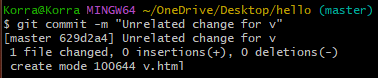 Korra@Korra MINGW64 ~/OneDrive/Desktop/hello (master)
$ git commit -m "Unrelated change for v"
[master 629d2a4] Unrelated change for v
 1 file changed, 0 insertions(+), 0 deletions(-)
 create mode 100644 v.html